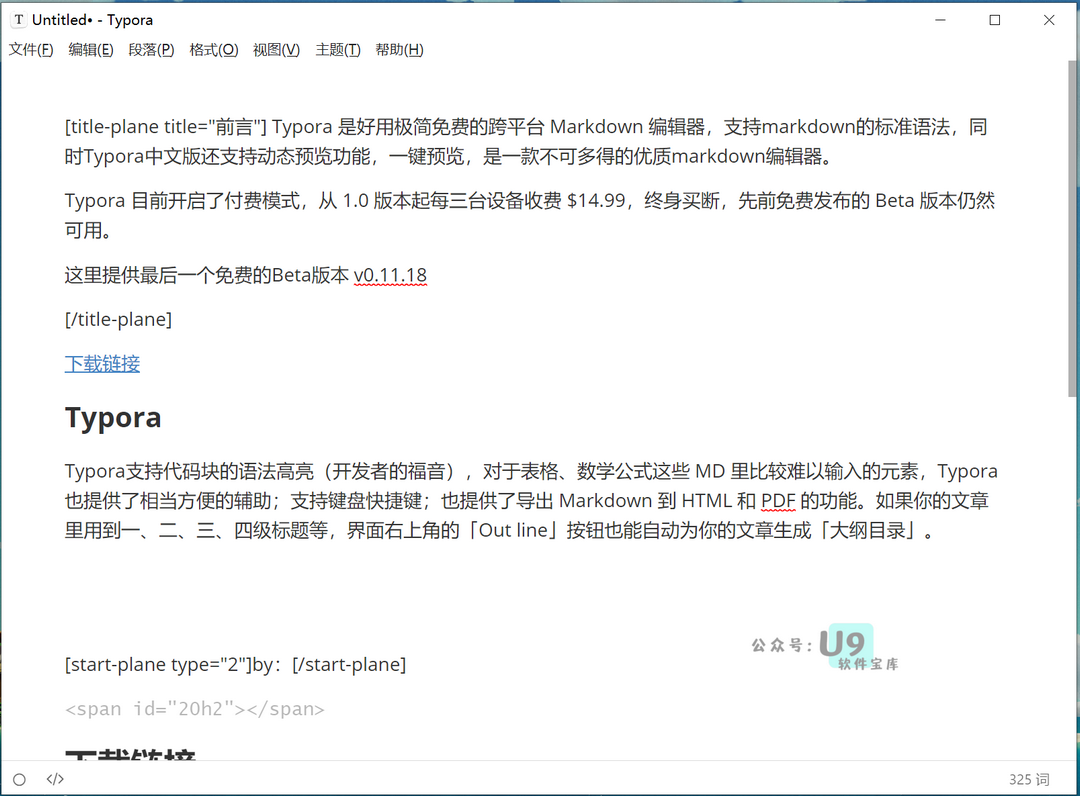 Untitled• - Typora
文件(F) 编辑(E) 段落(P) 格式(O) 视图(V) 主题(T) 帮助(H)
[title-plane title="前言"] Typora 是好用极简免费的跨平台 Markdown 编辑器，支持markdown的标准语法，同
时Typora中文版还支持动态预览功能，一键预览，是一款不可多得的优质markdown编辑器。
Typora 目前开启了付费模式，从 1.0 版本起每三台设备收费 $14.99，终身买断，先前免费发布的 Beta 版本仍然
可用。
这里提供最后一个免费的Beta版本 v0.11.18
[/title-plane]
下载链接
Typora
Typora支持代码块的语法高亮（开发者的福音），对于表格、数学公式这些 MD 里比较难以输入的元素，Typora
也提供了相当方便的辅助；支持键盘快捷键；也提供了导出 Markdown 到 HTML 和 PDF 的功能。如果你的文章
里用到一、二、三、四级标题等，界面右上角的「Out line」按钮也能自动为你的文章生成「大纲目录」。
公众号：U9
软件宝库
[start-plane type="2"]by：[/start-plane]
<span id="20h2"></span>
下载链接
325 词